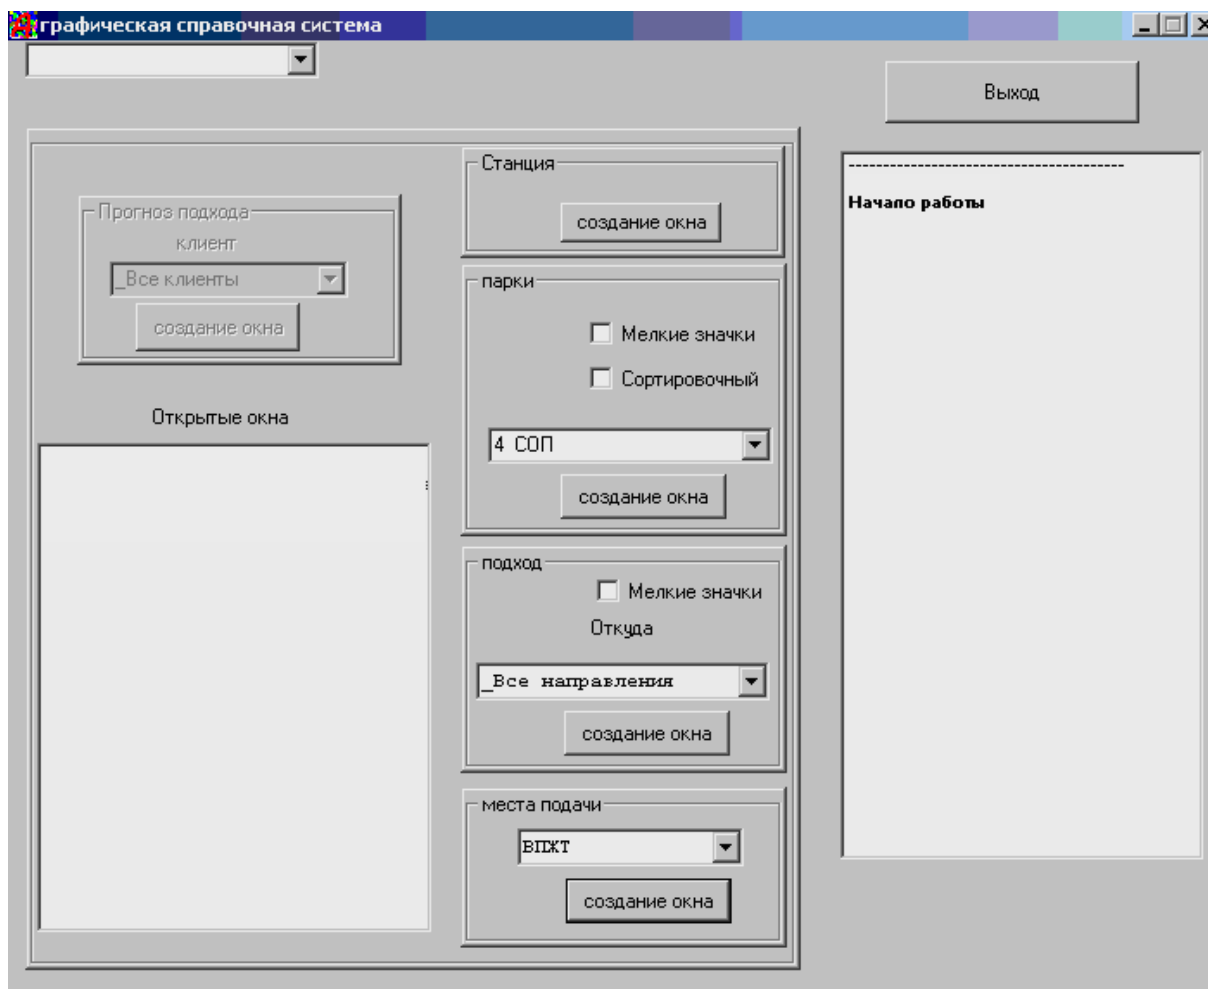 графическая справочная система
Выход
Прогноз подхода
клиент
_Все клиенты
создание окна
Открытые окна
Станция
создание окна
парки
Мелкие значки
Сортировочный
4 СОП
создание окна
подход
Мелкие значки
Откуда
_Все направления
создание окна
места подачи
ВПЖТ
создание окна
----------------------------------------
Начало работы